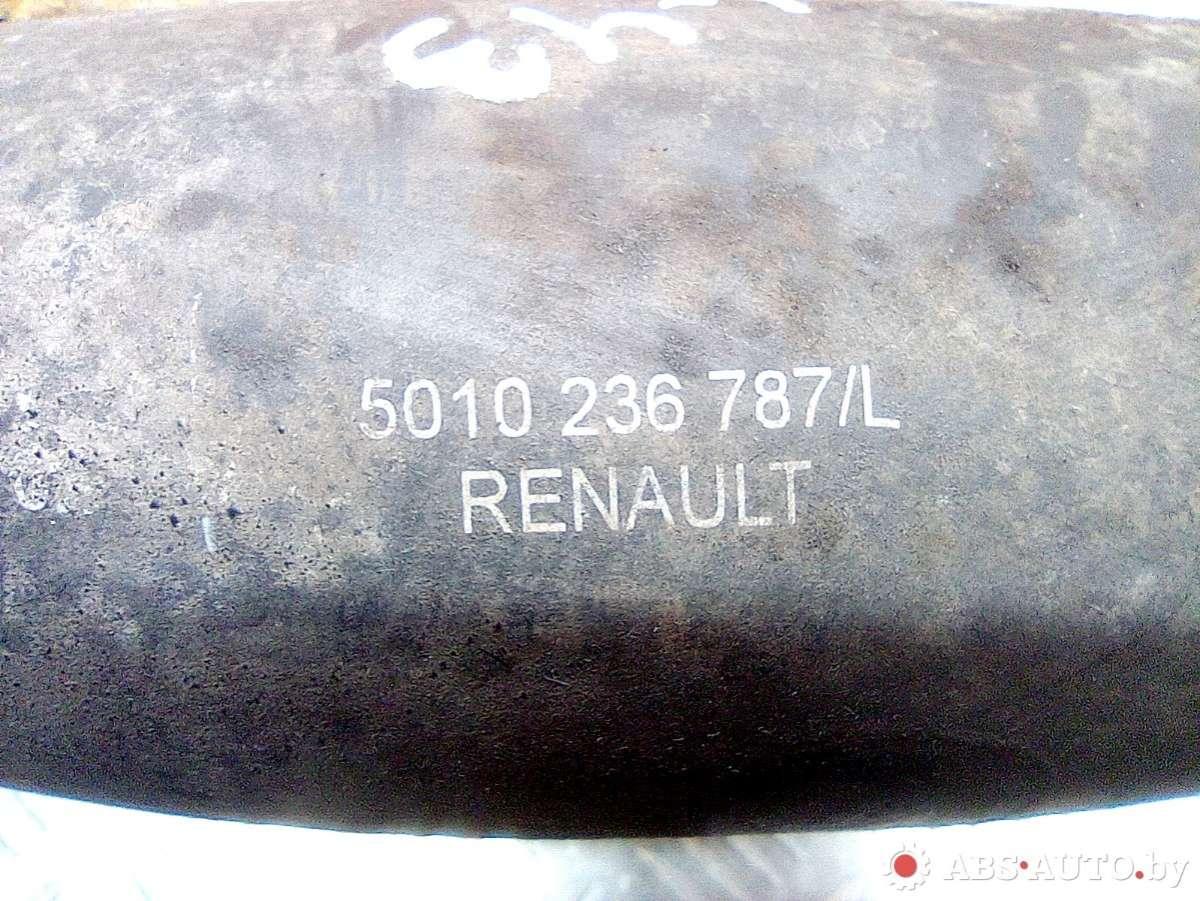 5010 236 787/L
RENAULT
ABS-AUTO.by